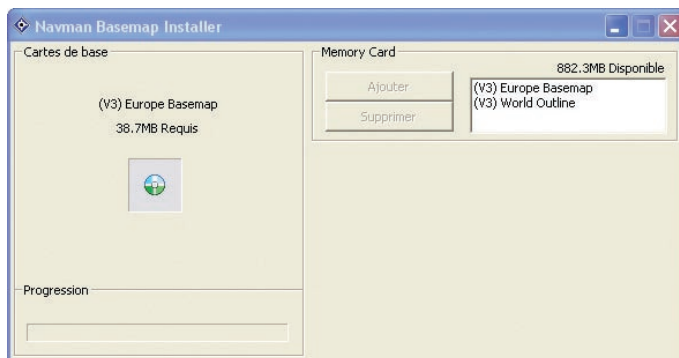 Navman Basemap Installer
Cartes de base
(V3) Europe Basemap
38.7MB Requis
Progression
Memory Card
882.3MB Disponible
Ajouter
Supprimer
(V3) Europe Basemap
(V3) World Outline